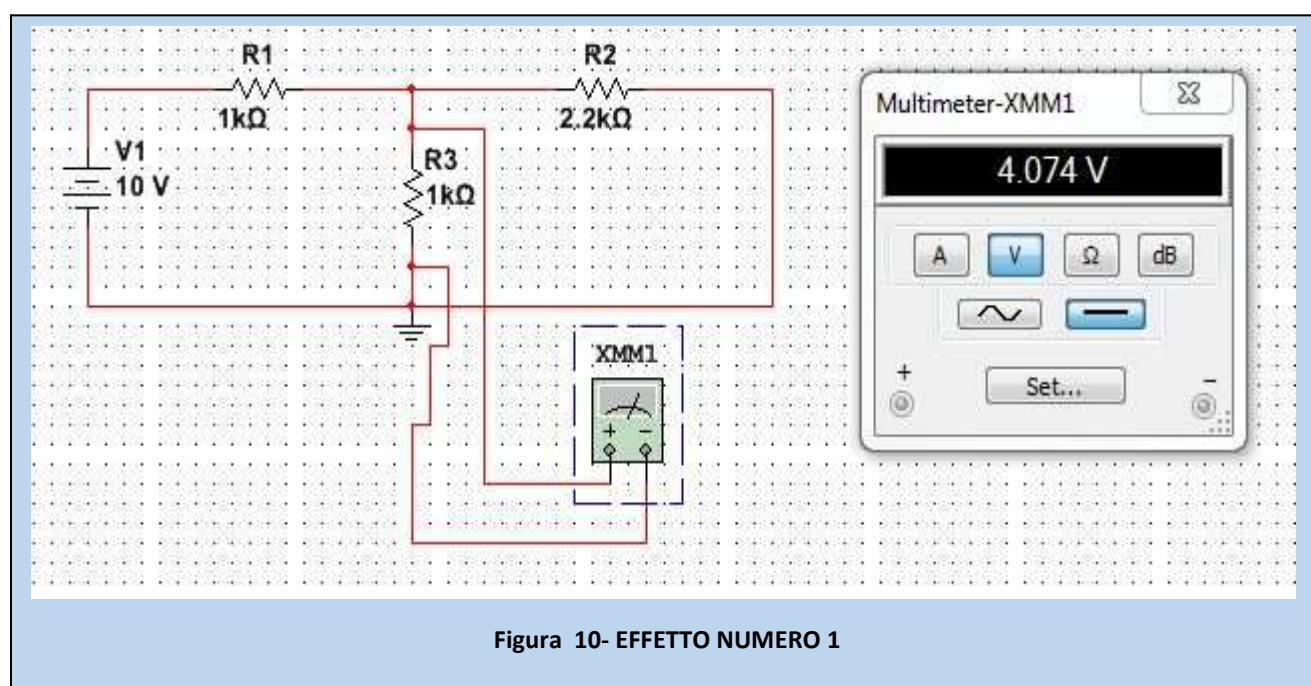 R1
1kΩ
R2
2.2kΩ
V1
10 V
R3
1kΩ
XMM1
+ −
Multimeter-XMM1
4.074 V
A V Ω dB
+ Set... −
Figura 10- EFFETTO NUMERO 1